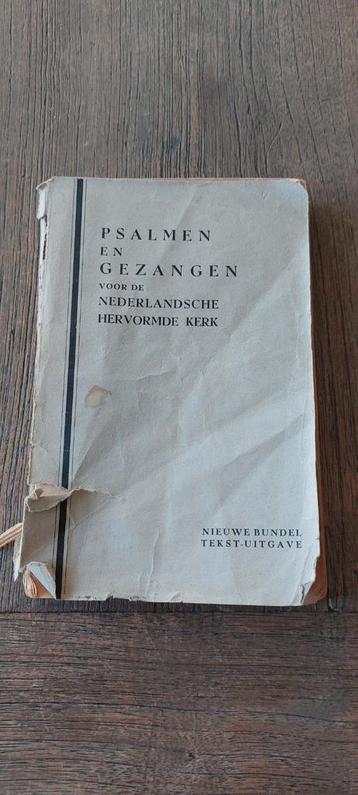 PSALMEN
EN
GEZANGEN
VOOR DE
NEDERLANDSCHE
HERVORMDE KERK
NIEUWE BUNDEL
TEKST-UITGAVE